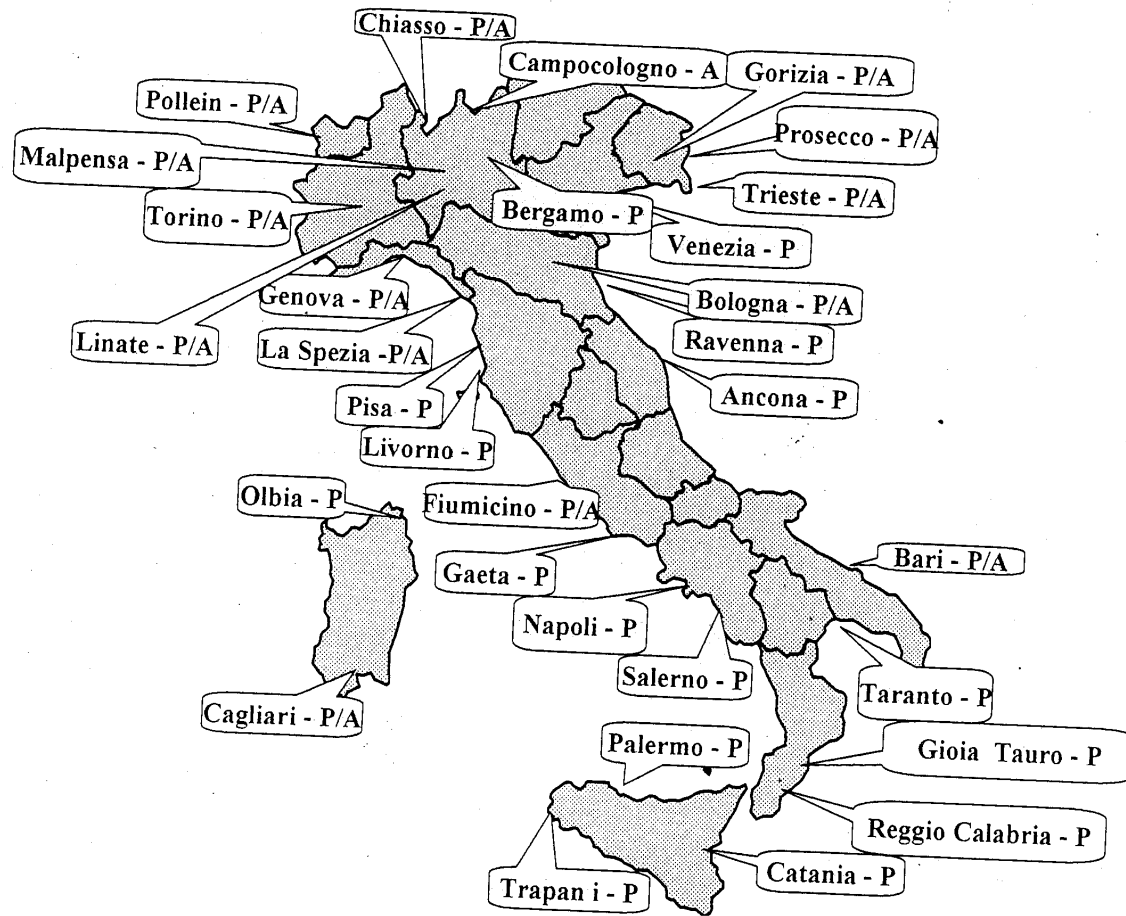 Chiasso - P/A
Campocologno - A
Gorizia - P/A
Pollein - P/A
Prosecco - P/A
Malpensa - P/A
Trieste - P/A
Torino - P/A
Bergamo - P
Venezia - P
Genova - P/A
Bologna - P/A
Linate - P/A
La Spezia -P/A
Ravenna - P
Pisa - P
Ancona - P
Livorno - P
Olbia - P
Fiumicino - P/A
Bari - P/A
Gaeta - P
Napoli - P
Salerno - P
Taranto - P
Cagliari - P/A
Palermo - P
Gioia Tauro - P
Reggio Calabria - P
Catania - P
Trapan i - P